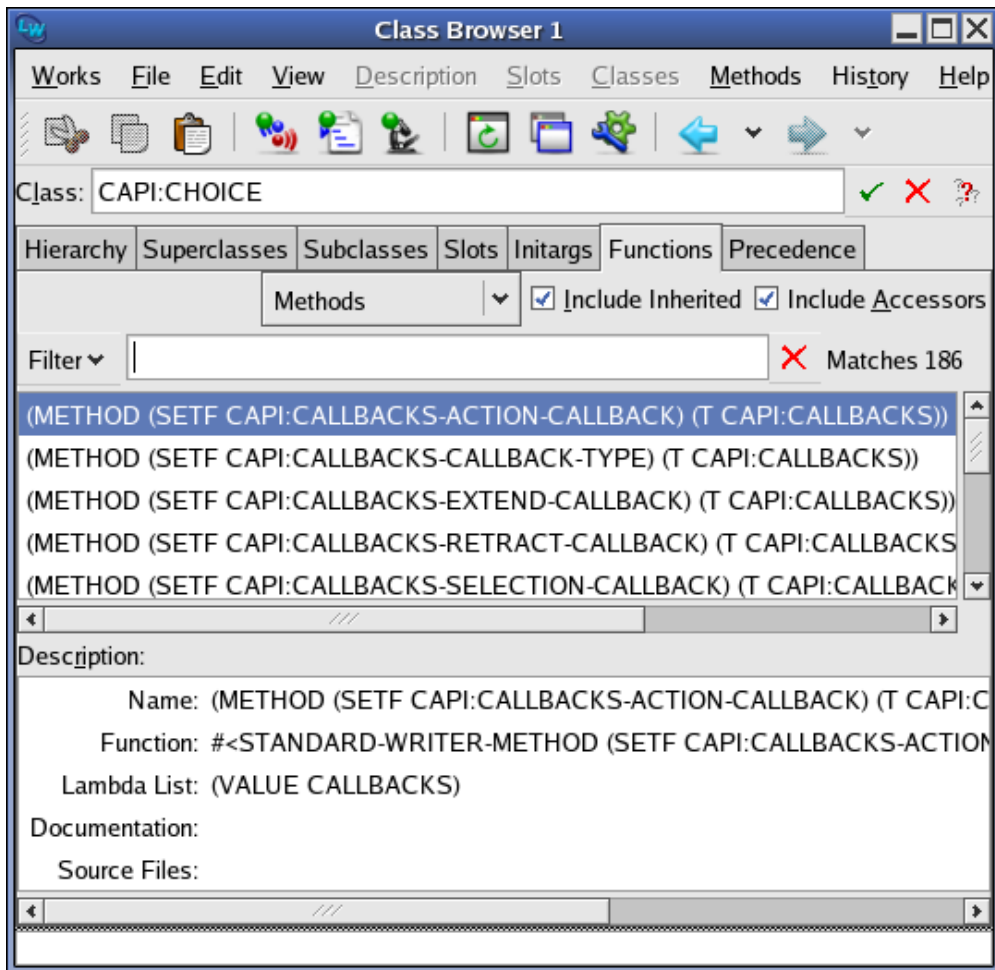 LW Class Browser 1
Works File Edit View Description Slots Classes Methods History Help
Class: CAPI:CHOICE
Hierarchy Superclasses Subclasses Slots Initargs Functions Precedence
Methods Include Inherited Include Accessors
Filter Matches 186
(METHOD (SETF CAPI:CALLBACKS-ACTION-CALLBACK) (T CAPI:CALLBACKS))
(METHOD (SETF CAPI:CALLBACKS-CALLBACK-TYPE) (T CAPI:CALLBACKS))
(METHOD (SETF CAPI:CALLBACKS-EXTEND-CALLBACK) (T CAPI:CALLBACKS))
(METHOD (SETF CAPI:CALLBACKS-RETRACT-CALLBACK) (T CAPI:CALLBACKS
(METHOD (SETF CAPI:CALLBACKS-SELECTION-CALLBACK) (T CAPI:CALLBACK
Description:
Name: (METHOD (SETF CAPI:CALLBACKS-ACTION-CALLBACK) (T CAPI:C
Function: #<STANDARD-WRITER-METHOD (SETF CAPI:CALLBACKS-ACTION
Lambda List: (VALUE CALLBACKS)
Documentation:
Source Files: